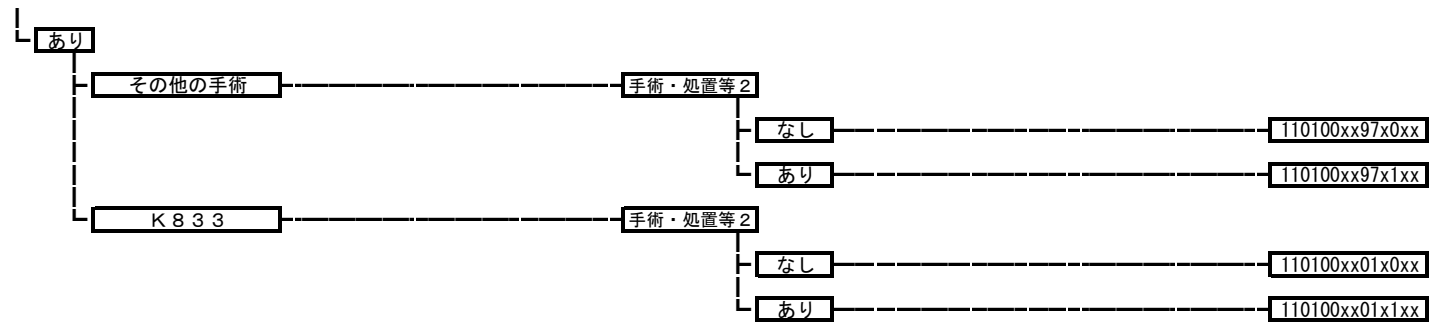 あり
その他の手術 手術・処置等２
なし 110100xx97x0xx
あり 110100xx97x1xx
Ｋ８３３ 手術・処置等２
なし 110100xx01x0xx
あり 110100xx01x1xx